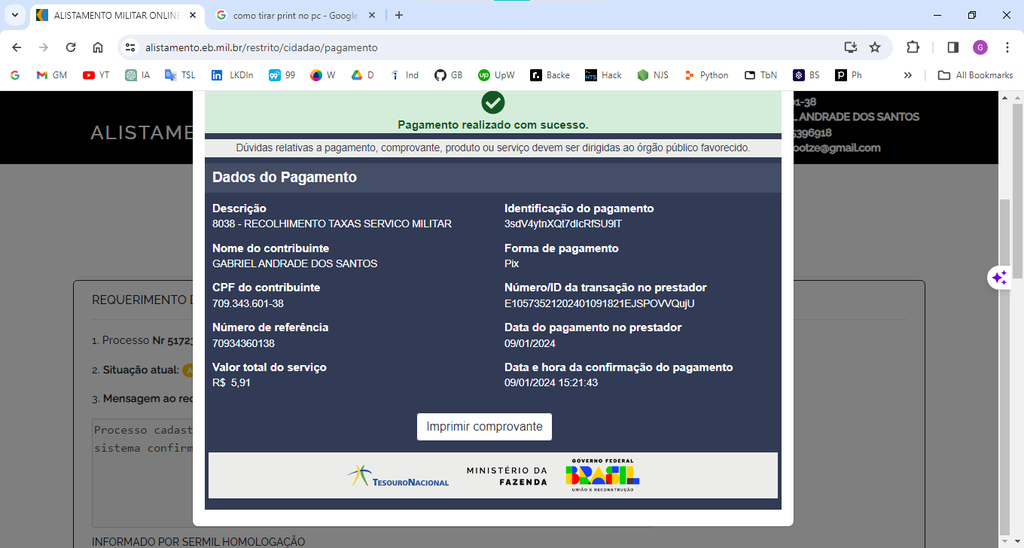 ALISTAMENTO MILITAR ONLINE
como tirar print no pc - Google
alistamento.eb.mil.br/restrito/cidadao/pagamento
G
GM
YT
IA
TSL
LKDIn
99
W
D
Ind
GB
UpW
Backe
Hack
NJS
Python
TbN
BS
Ph
All Bookmarks
ALISTAME
01-38
EL ANDRADE DOS SANTOS
5396918
ootze@gmail.com
Pagamento realizado com sucesso.
Dúvidas relativas a pagamento, comprovante, produto ou serviço devem ser dirigidas ao órgão público favorecido.
Dados do Pagamento
Descrição
8038 - RECOLHIMENTO TAXAS SERVICO MILITAR
Nome do contribuinte
GABRIEL ANDRADE DOS SANTOS
CPF do contribuinte
709.343.601-38
Número de referência
70934360138
Valor total do serviço
R$ 5,91
Identificação do pagamento
3sdV4ytnXQt7dIcRfSU9IT
Forma de pagamento
Pix
Número/ID da transação no prestador
E10573521202401091821EJSPOVVQujU
Data do pagamento no prestador
09/01/2024
Data e hora da confirmação do pagamento
09/01/2024 15:21:43
Imprimir comprovante
TESOURONACIONAL
MINISTÉRIO DA
FAZENDA
GOVERNO FEDERAL
BRASIL
UNIÃO E RECONSTRUÇÃO
REQUERIMENTO D
1. Processo Nr 51723
2. Situação atual: A
3. Mensagem ao req
Processo cadast
sistema confirm
INFORMADO POR SERMIL HOMOLOGAÇÃO